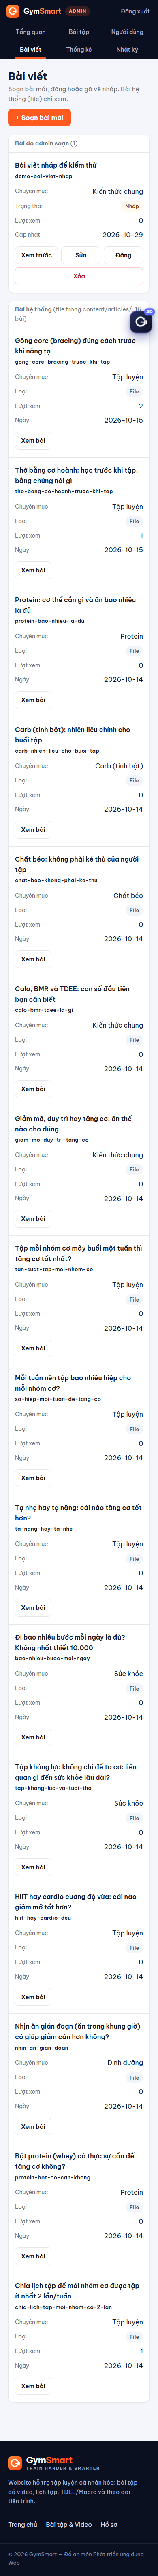 GymSmart ADMIN Đăng xuất
Tổng quan Bài tập Người dùng
Bài viết Thống kê Nhật ký
Bài viết
Soạn bài mới, đăng hoặc gỡ về nháp. Bài hệ
thống (file) chỉ xem.
+ Soạn bài mới
Bài do admin soạn (1)
Bài viết nháp để kiểm thử
demo-bai-viet-nhap
Chuyên mục Kiến thức chung
Trạng thái Nháp
Lượt xem 0
Cập nhật 2026-10-29
Xem trước Sửa Đăng
Xóa
Bài hệ thống (file trong content/articles/, 16
bài)
AI
Gồng core (bracing) đúng cách trước
khi nâng tạ
gong-core-bracing-truoc-khi-tap
Chuyên mục Tập luyện
Loại File
Lượt xem 2
Ngày 2026-10-15
Xem bài
Thở bằng cơ hoành: học trước khi tập,
bằng chứng nói gì
tho-bang-co-hoanh-truoc-khi-tap
Chuyên mục Tập luyện
Loại File
Lượt xem 1
Ngày 2026-10-15
Xem bài
Protein: cơ thể cần gì và ăn bao nhiêu
là đủ
protein-bao-nhieu-la-du
Chuyên mục Protein
Loại File
Lượt xem 0
Ngày 2026-10-14
Xem bài
Carb (tinh bột): nhiên liệu chính cho
buổi tập
carb-nhien-lieu-cho-buoi-tap
Chuyên mục Carb (tinh bột)
Loại File
Lượt xem 0
Ngày 2026-10-14
Xem bài
Chất béo: không phải kẻ thù của người
tập
chat-beo-khong-phai-ke-thu
Chuyên mục Chất béo
Loại File
Lượt xem 0
Ngày 2026-10-14
Xem bài
Calo, BMR và TDEE: con số đầu tiên
bạn cần biết
calo-bmr-tdee-la-gi
Chuyên mục Kiến thức chung
Loại File
Lượt xem 0
Ngày 2026-10-14
Xem bài
Giảm mỡ, duy trì hay tăng cơ: ăn thế
nào cho đúng
giam-mo-duy-tri-tang-co
Chuyên mục Kiến thức chung
Loại File
Lượt xem 0
Ngày 2026-10-14
Xem bài
Tập mỗi nhóm cơ mấy buổi một tuần thì
tăng cơ tốt nhất?
tan-suat-tap-moi-nhom-co
Chuyên mục Tập luyện
Loại File
Lượt xem 0
Ngày 2026-10-14
Xem bài
Mỗi tuần nên tập bao nhiêu hiệp cho
mỗi nhóm cơ?
so-hiep-moi-tuan-de-tang-co
Chuyên mục Tập luyện
Loại File
Lượt xem 0
Ngày 2026-10-14
Xem bài
Tạ nhẹ hay tạ nặng: cái nào tăng cơ tốt
hơn?
ta-nang-hay-ta-nhe
Chuyên mục Tập luyện
Loại File
Lượt xem 0
Ngày 2026-10-14
Xem bài
Đi bao nhiêu bước mỗi ngày là đủ?
Không nhất thiết 10.000
bao-nhieu-buoc-moi-ngay
Chuyên mục Sức khỏe
Loại File
Lượt xem 0
Ngày 2026-10-14
Xem bài
Tập kháng lực không chỉ để to cơ: liên
quan gì đến sức khỏe lâu dài?
tap-khang-luc-va-tuoi-tho
Chuyên mục Sức khỏe
Loại File
Lượt xem 0
Ngày 2026-10-14
Xem bài
HIIT hay cardio cường độ vừa: cái nào
giảm mỡ tốt hơn?
hiit-hay-cardio-deu
Chuyên mục Tập luyện
Loại File
Lượt xem 0
Ngày 2026-10-14
Xem bài
Nhịn ăn gián đoạn (ăn trong khung giờ)
có giúp giảm cân hơn không?
nhin-an-gian-doan
Chuyên mục Dinh dưỡng
Loại File
Lượt xem 0
Ngày 2026-10-14
Xem bài
Bột protein (whey) có thực sự cần để
tăng cơ không?
protein-bot-co-can-khong
Chuyên mục Protein
Loại File
Lượt xem 0
Ngày 2026-10-14
Xem bài
Chia lịch tập để mỗi nhóm cơ được tập
ít nhất 2 lần/tuần
chia-lich-tap-moi-nhom-co-2-lan
Chuyên mục Tập luyện
Loại File
Lượt xem 1
Ngày 2026-10-14
Xem bài
GymSmart
TRAIN HARDER & SMARTER
Website hỗ trợ tập luyện cá nhân hóa: bài tập
có video, lịch tập, TDEE/Macro và theo dõi
tiến trình.
Trang chủ Bài tập & Video Hồ sơ
© 2026 GymSmart — Đồ án môn Phát triển ứng dụng
Web